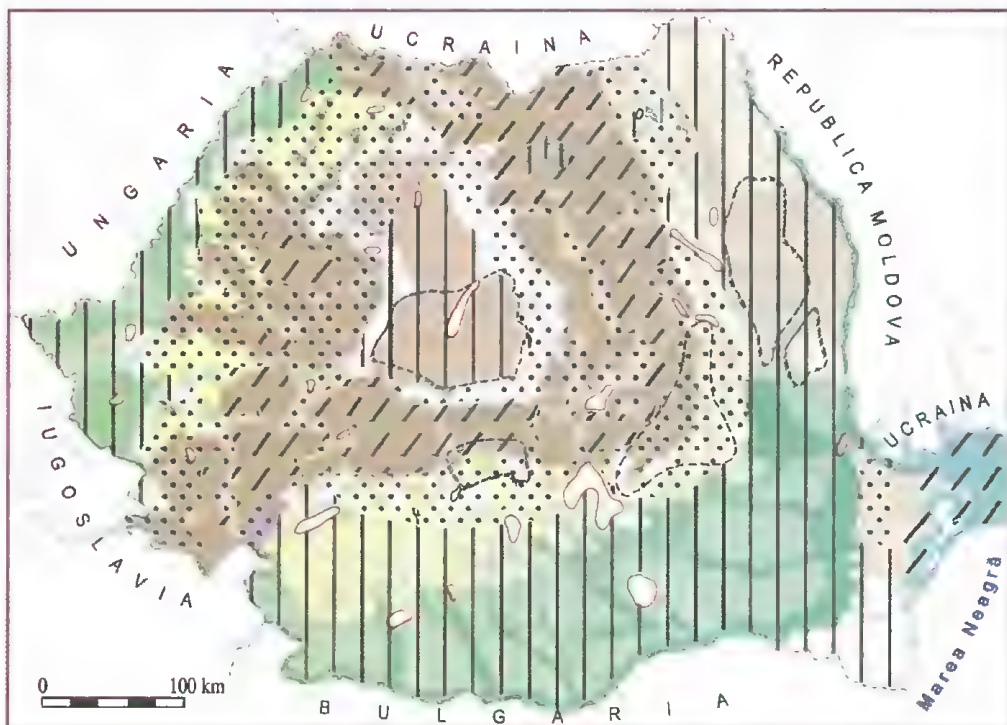 UCRAINA
UNGARIA
REPUBLICA MOLDOVA
IUGOSLAVIA
UCRAINA
Marea Neagră
0 100 km
BULGARIA